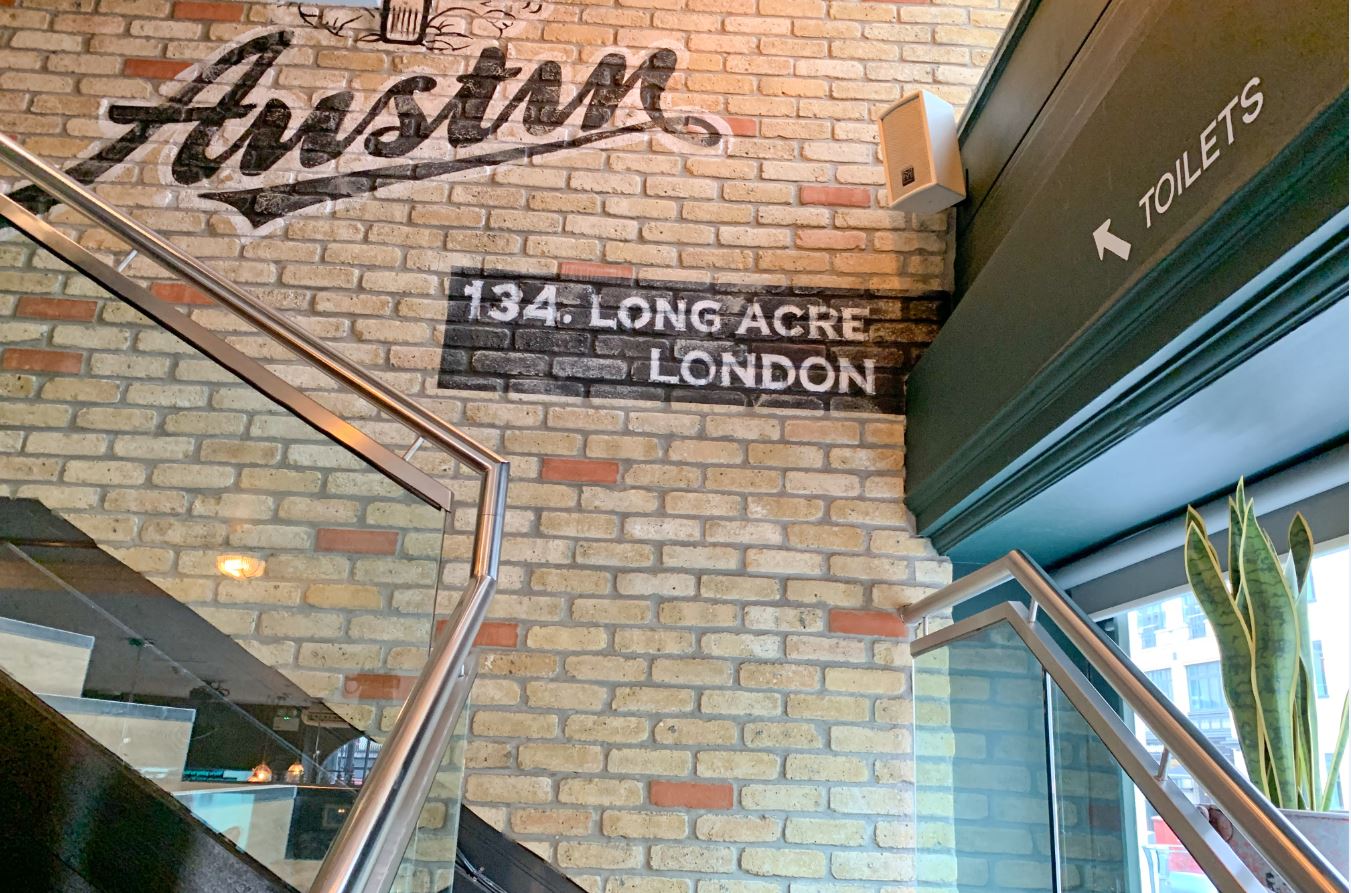 Austin
TOILETS
134. LONG ACRE
LONDON